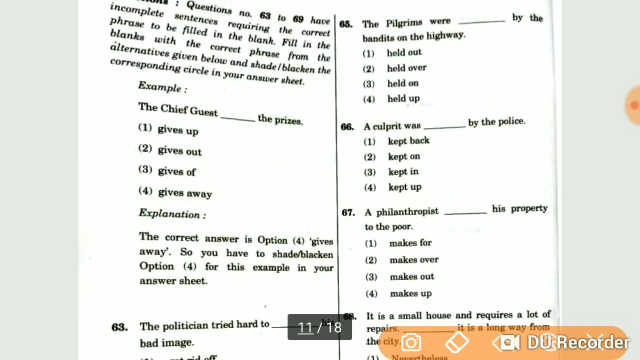 : Questions no. 63 to 69 have
incomplete sentences requiring the correct
phrase to be filled in the blank. Fill in the
blanks with the correct phrase from the
alternatives given below and shade/blacken the
corresponding circle in your answer sheet.
Example :
The Chief Guest ______ the prizes.
(1) gives up
(2) gives out
(3) gives of
(4) gives away
Explanation :
The correct answer is Option (4) 'gives
away'. So you have to shade/blacken
Option (4) for this example in your
answer sheet.
63. The politician tried hard to ______ his
bad image.
65. The Pilgrims were ______ by the
bandits on the highway.
(1) held out
(2) held over
(3) held on
(4) held up
66. A culprit was ______ by the police.
(1) kept back
(2) kept on
(3) kept in
(4) kept up
67. A philanthropist ______ his property
to the poor.
(1) makes for
(2) makes over
(3) makes out
(4) makes up
68. It is a small house and requires a lot of
repairs. ______ it is a long way from
the city.
(1) Nevertheless
11 / 18
DU Recorder